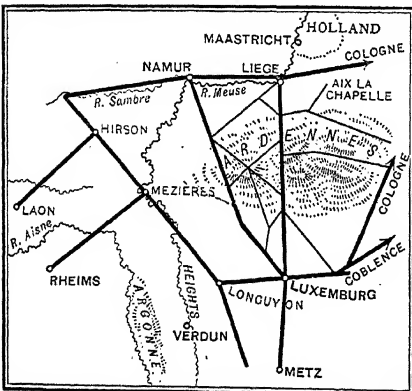 HOLLAND
MAASTRICHT
COLOGNE
NAMUR
LIEGE
R. Sambre
R. Meuse
AIX LA
CHAPELLE
HIRSON
ARDENNES
MEZIÈRES
LAON
COLOGNE
R. Aisne
RHEIMS
COBLENCE
HEIGHTS
LONGUYON
LUXEMBURG
ARGONNE
VERDUN
METZ